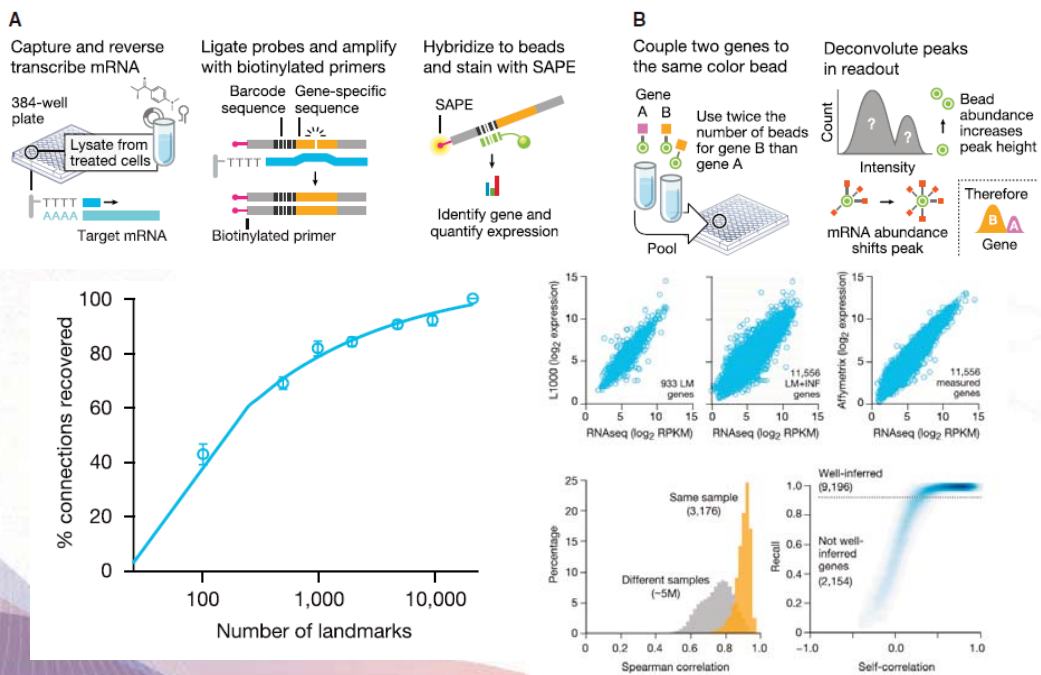 A
Capture and reverse
transcribe mRNA
384-well
plate
Lysate from
treated cells
TTTT
AAAA
Target mRNA
Ligate probes and amplify
with biotinylated primers
Barcode
sequence
Gene-specific
sequence
TTTT
Biotinylated primer
Hybridize to beads
and stain with SAPE
SAPE
Identify gene and
quantify expression
B
Couple two genes to
the same color bead
Gene
A B
Use twice the
number of beads
for gene B than
gene A
Pool
Deconvolute peaks
in readout
Count
? ?
Intensity
Bead
abundance
increases
peak height
mRNA abundance
shifts peak
Therefore
B A
Gene
% connections recovered
100
80
60
40
20
0
100 1,000 10,000
Number of landmarks
L1000 (log2 expression)
15
10
5
0
933 LM
genes
0 5 10 15
RNAseq (log2 RPKM)
11,556
LM+INF
genes
0 5 10 15
RNAseq (log2 RPKM)
Affymetrix (log2 expression)
15
10
5
0
11,556
measured
genes
0 5 10 15
RNAseq (log2 RPKM)
Percentage
25
20
15
10
5
0
Same sample
(3,176)
Different samples
(~5M)
0 0.2 0.4 0.6 0.8 1.0
Spearman correlation
Well-inferred
(9,196)
Recall
1.0
0.8
0.6
0.4
0.2
0
Not well-
inferred
genes
(2,154)
−1.0 0.0 1.0
Self-correlation